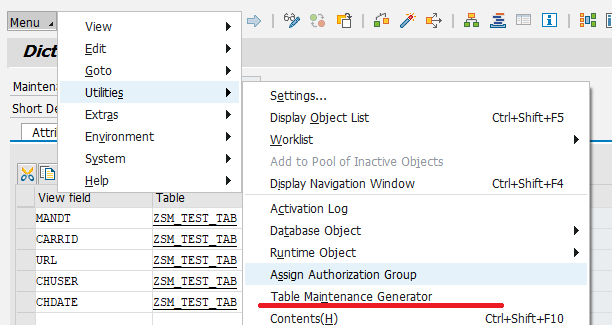 Menu
View
Edit
Goto
Utilities
Extras
Environment
System
Help
Dict
Mainten
Short De
Attri
Settings...
Display Object List Ctrl+Shift+F5
Worklist
Add to Pool of Inactive Objects
Display Navigation Window Ctrl+Shift+F4
Activation Log
Database Object
Runtime Object
Assign Authorization Group
Table Maintenance Generator
Contents(H) Ctrl+Shift+F10
View field Table
MANDT ZSM_TEST_TAB
CARRID ZSM_TEST_TAB
URL ZSM_TEST_TAB
CHUSER ZSM_TEST_TAB
CHDATE ZSM_TEST_TAB